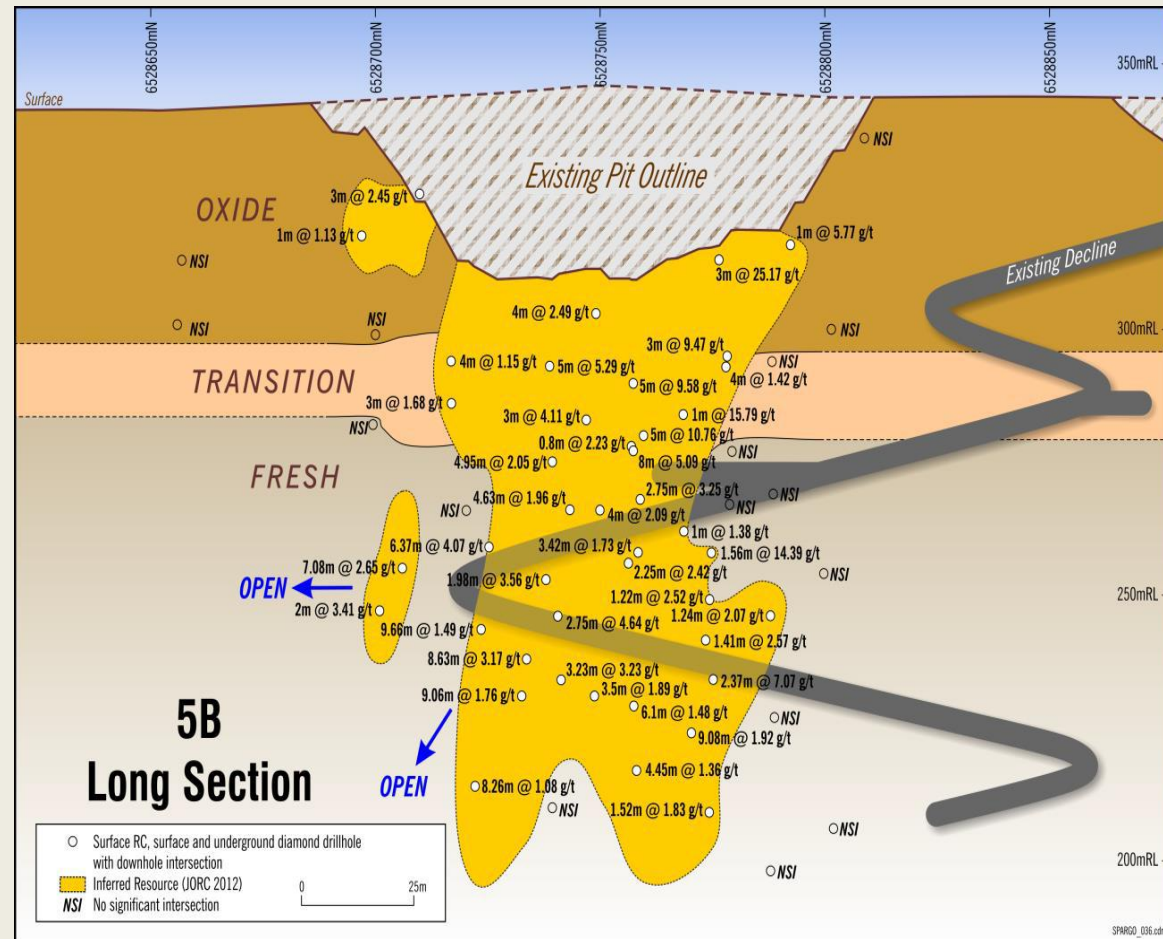 6528650mN
6528700mN
6528750mN
6528800mN
6528850mN
350mRL
Surface
NSI
Existing Pit Outline
3m @ 2.45 g/t
OXIDE
1m @ 1.13 g/t
1m @ 5.77 g/t
NSI
3m @ 25.17 g/t
Existing Decline
4m @ 2.49 g/t
NSI
NSI
NSI
300mRL
3m @ 9.47 g/t
4m @ 1.15 g/t
5m @ 5.29 g/t
NSI
4m @ 1.42 g/t
TRANSITION
5m @ 9.58 g/t
3m @ 1.68 g/t
3m @ 4.11 g/t
1m @ 15.79 g/t
NSI
5m @ 10.76 g/t
0.8m @ 2.23 g/t
NSI
4.95m @ 2.05 g/t
8m @ 5.09 g/t
FRESH
2.75m @ 3.25 g/t
NSI
4.63m @ 1.96 g/t
NSI
NSI
4m @ 2.09 g/t
1m @ 1.38 g/t
6.37m @ 4.07 g/t
3.42m @ 1.73 g/t
1.56m @ 14.39 g/t
7.08m @ 2.65 g/t
2.25m @ 2.42 g/t
NSI
OPEN
1.98m @ 3.56 g/t
250mRL
1.22m @ 2.52 g/t
2m @ 3.41 g/t
1.24m @ 2.07 g/t
2.75m @ 4.64 g/t
9.66m @ 1.49 g/t
1.41m @ 2.57 g/t
8.63m @ 3.17 g/t
3.23m @ 3.23 g/t
2.37m @ 7.07 g/t
9.06m @ 1.76 g/t
3.5m @ 1.89 g/t
6.1m @ 1.48 g/t
NSI
9.08m @ 1.92 g/t
5B
Long Section
4.45m @ 1.36 g/t
OPEN
8.26m @ 1.08 g/t
NSI
1.52m @ 1.83 g/t
NSI
200mRL
NSI
Surface RC, surface and underground diamond drillhole
with downhole intersection
Inferred Resource (JORC 2012)
0
25m
NSI No significant intersection
SPARGO_036.cdr